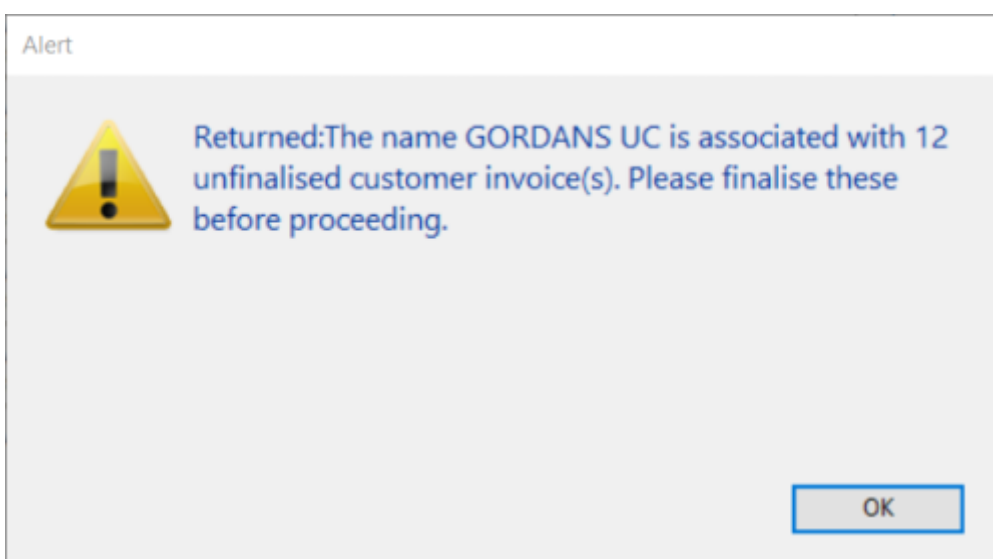 Alert
Returned:The name GORDANS UC is associated with 12
unfinalised customer invoice(s). Please finalise these
before proceeding.
OK